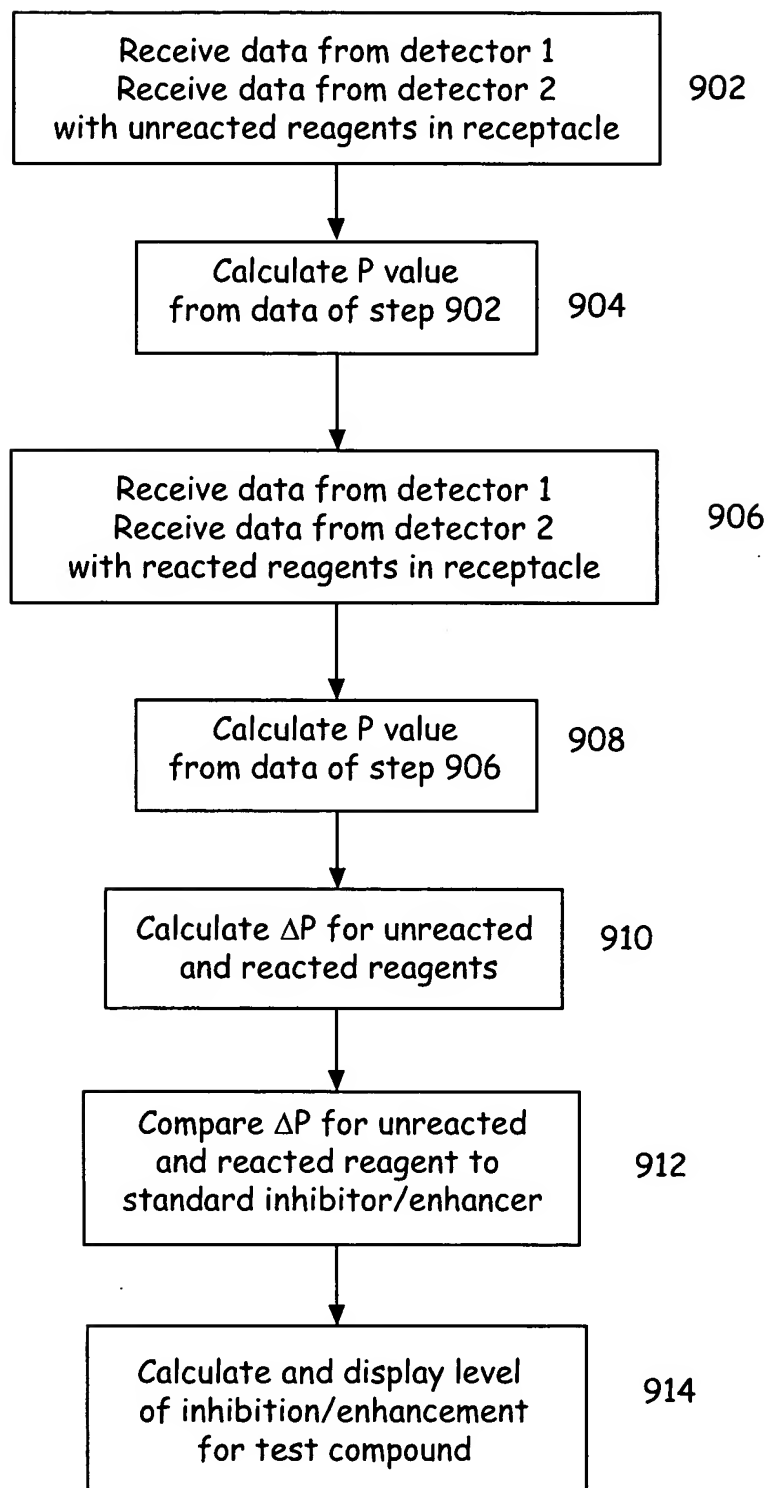 Receive data from detector 1
Receive data from detector 2
with unreacted reagents in receptacle
902
Calculate P value
from data of step 902
904
Receive data from detector 1
Receive data from detector 2
with reacted reagents in receptacle
906
Calculate P value
from data of step 906
908
Calculate ΔP for unreacted
and reacted reagents
910
Compare ΔP for unreacted
and reacted reagent to
standard inhibitor/enhancer
912
Calculate and display level
of inhibition/enhancement
for test compound
914